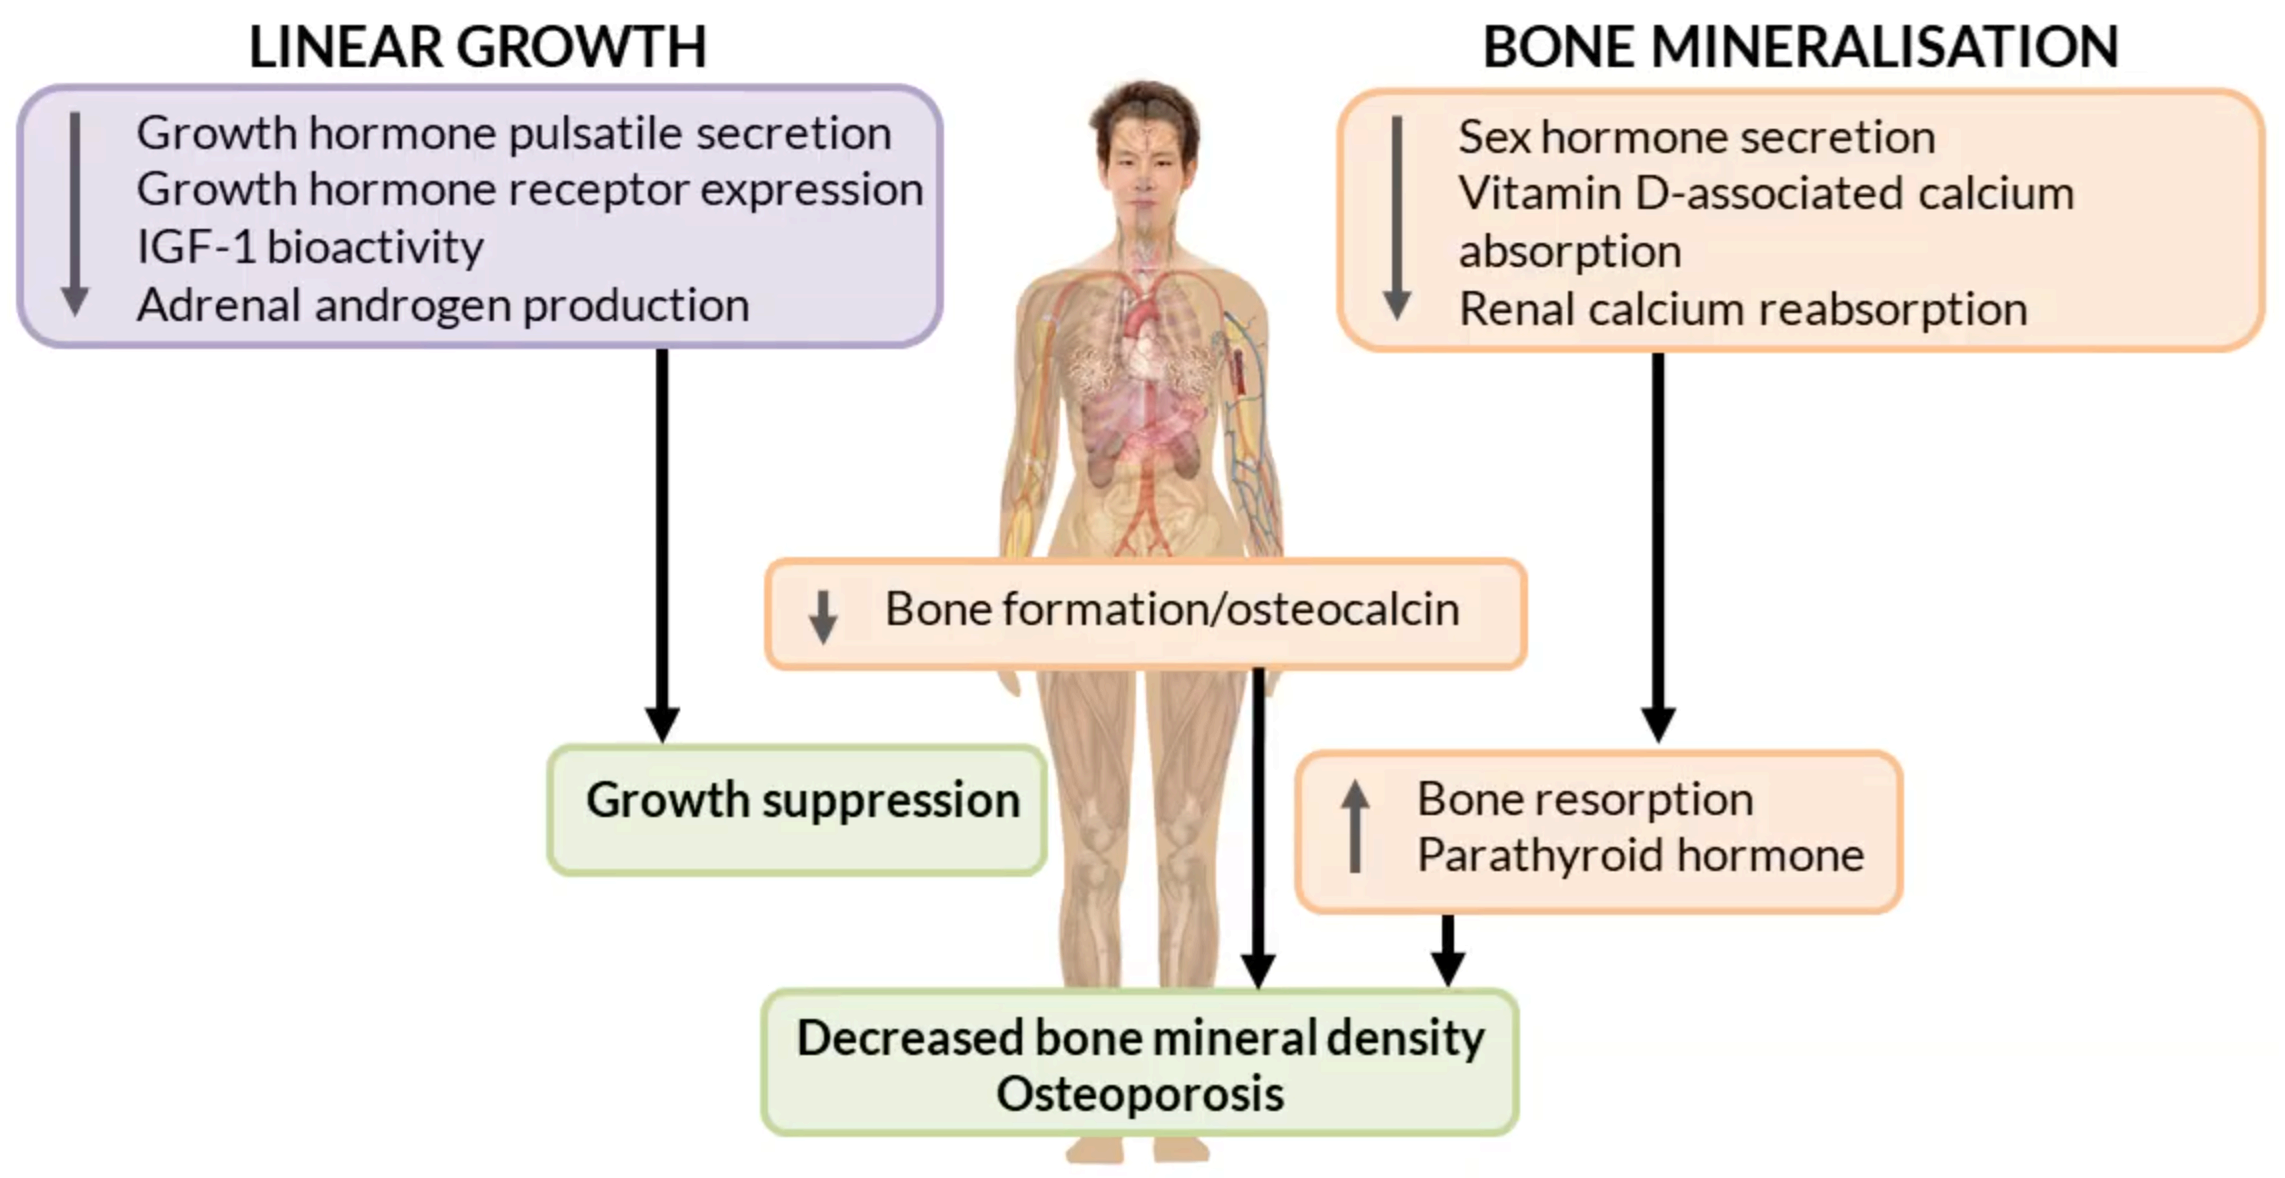 LINEAR GROWTH
Growth hormone pulsatile secretion
Growth hormone receptor expression
IGF-1 bioactivity
Adrenal androgen production
BONE MINERALISATION
Sex hormone secretion
Vitamin D-associated calcium
absorption
Renal calcium reabsorption
Bone formation/osteocalcin
Growth suppression
Bone resorption
Parathyroid hormone
Decreased bone mineral density
Osteoporosis